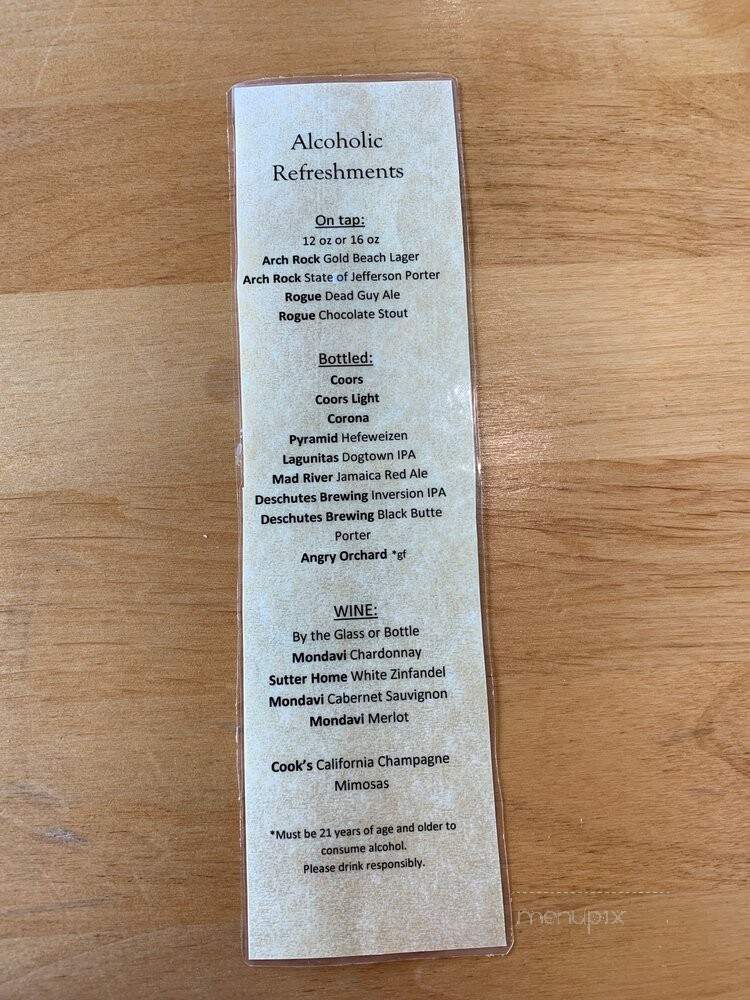 Alcoholic
Refreshments
On tap:
12 oz or 16 oz
Arch Rock Gold Beach Lager
Arch Rock State of Jefferson Porter
Rogue Dead Guy Ale
Rogue Chocolate Stout
Bottled:
Coors
Coors Light
Corona
Pyramid Hefeweizen
Lagunitas Dogtown IPA
Mad River Jamaica Red Ale
Deschutes Brewing Inversion IPA
Deschutes Brewing Black Butte
Porter
Angry Orchard *gf
WINE:
By the Glass or Bottle
Mondavi Chardonnay
Sutter Home White Zinfandel
Mondavi Cabernet Sauvignon
Mondavi Merlot
Cook's California Champagne
Mimosas
*Must be 21 years of age and older to
consume alcohol.
Please drink responsibly.
menupix